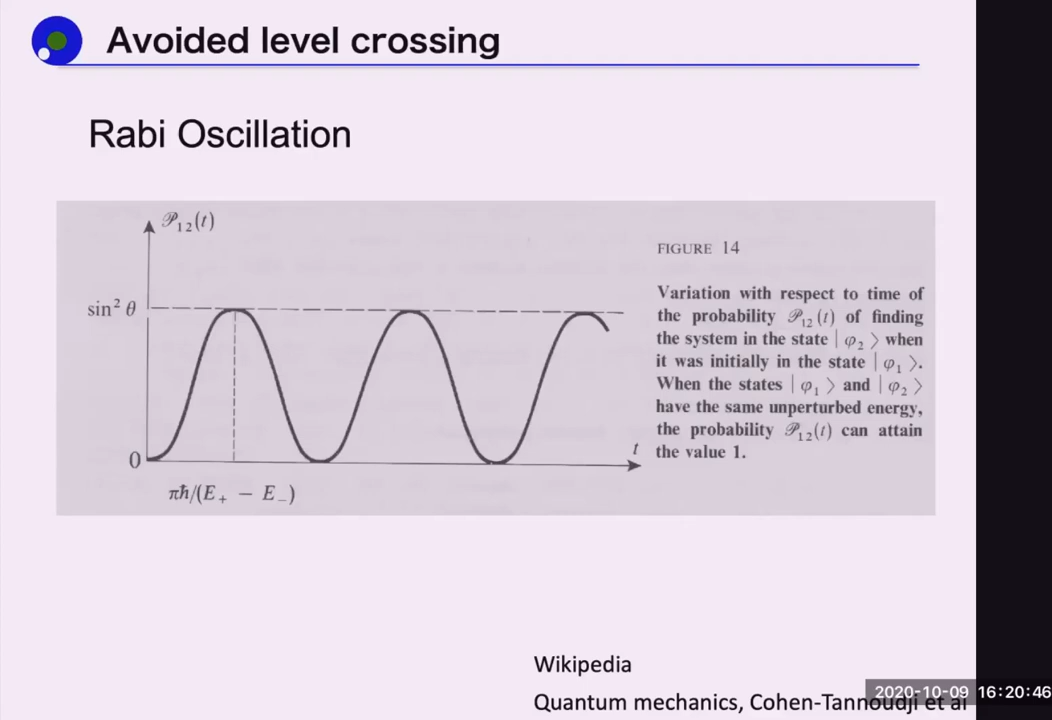 Avoided level crossing
Rabi Oscillation
𝒫₁₂(t)
sin² θ
0
t
πħ/(E₊ − E₋)
FIGURE 14
Variation with respect to time of
the probability 𝒫₁₂(t) of finding
the system in the state | φ₂ ⟩ when
it was initially in the state | φ₁ ⟩.
When the states | φ₁ ⟩ and | φ₂ ⟩
have the same unperturbed energy,
the probability 𝒫₁₂(t) can attain
the value 1.
Wikipedia
Quantum mechanics, Cohen-Tannoudji et al
2020-10-09 16:20:46